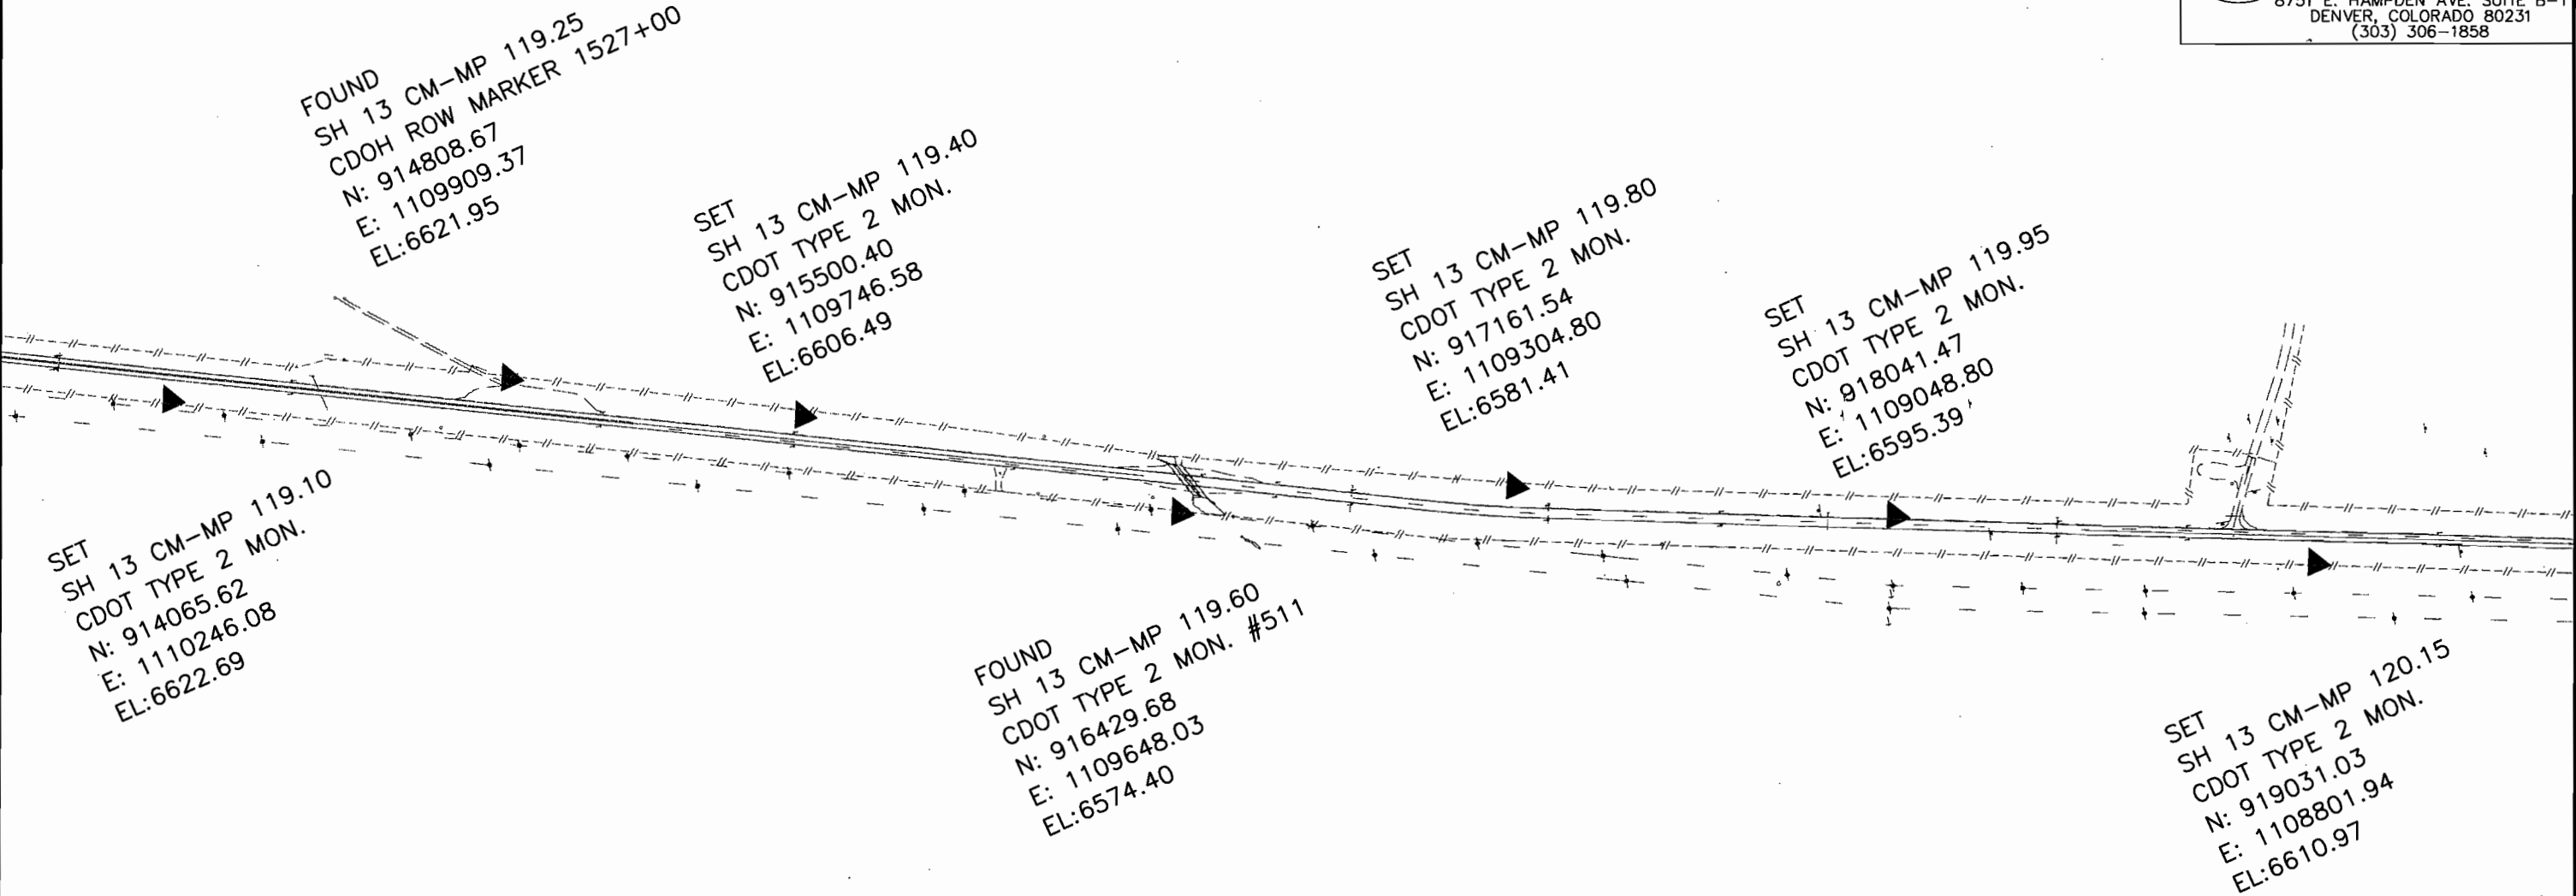 DENVER, COLORADO 80231
(303) 306-1858
FOUND
SH 13 CM-MP 119.25
CDOH ROW MARKER 1527+00
N: 914808.67
E: 1109909.37
EL:6621.95
SET
SH 13 CM-MP 119.40
CDOT TYPE 2 MON.
N: 915500.40
E: 1109746.58
EL:6606.49
SET
SH 13 CM-MP 119.80
CDOT TYPE 2 MON.
N: 917161.54
E: 1109304.80
EL:6581.41
SET
SH 13 CM-MP 119.95
CDOT TYPE 2 MON.
N: 918041.47
E: 1109048.80
EL:6595.39
SET
SH 13 CM-MP 119.10
CDOT TYPE 2 MON.
N: 914065.62
E: 1110246.08
EL:6622.69
FOUND
SH 13 CM-MP 119.60
CDOT TYPE 2 MON. #511
N: 916429.68
E: 1109648.03
EL:6574.40
SET
SH 13 CM-MP 120.15
CDOT TYPE 2 MON.
N: 919031.03
E: 1108801.94
EL:6610.97